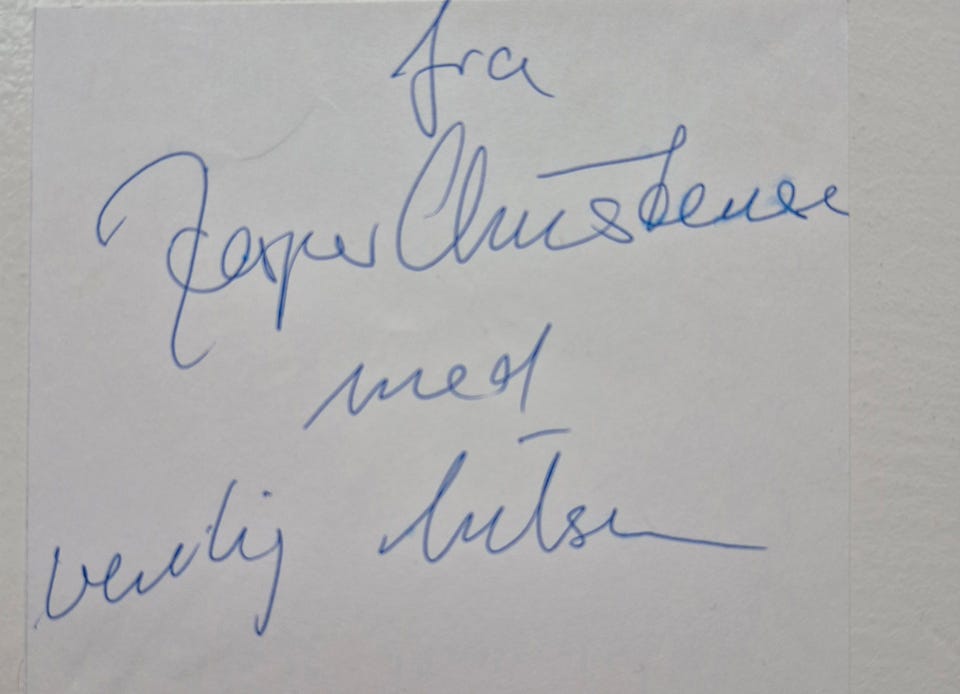 fra
Jesper Christensen
med
venlig hilsen